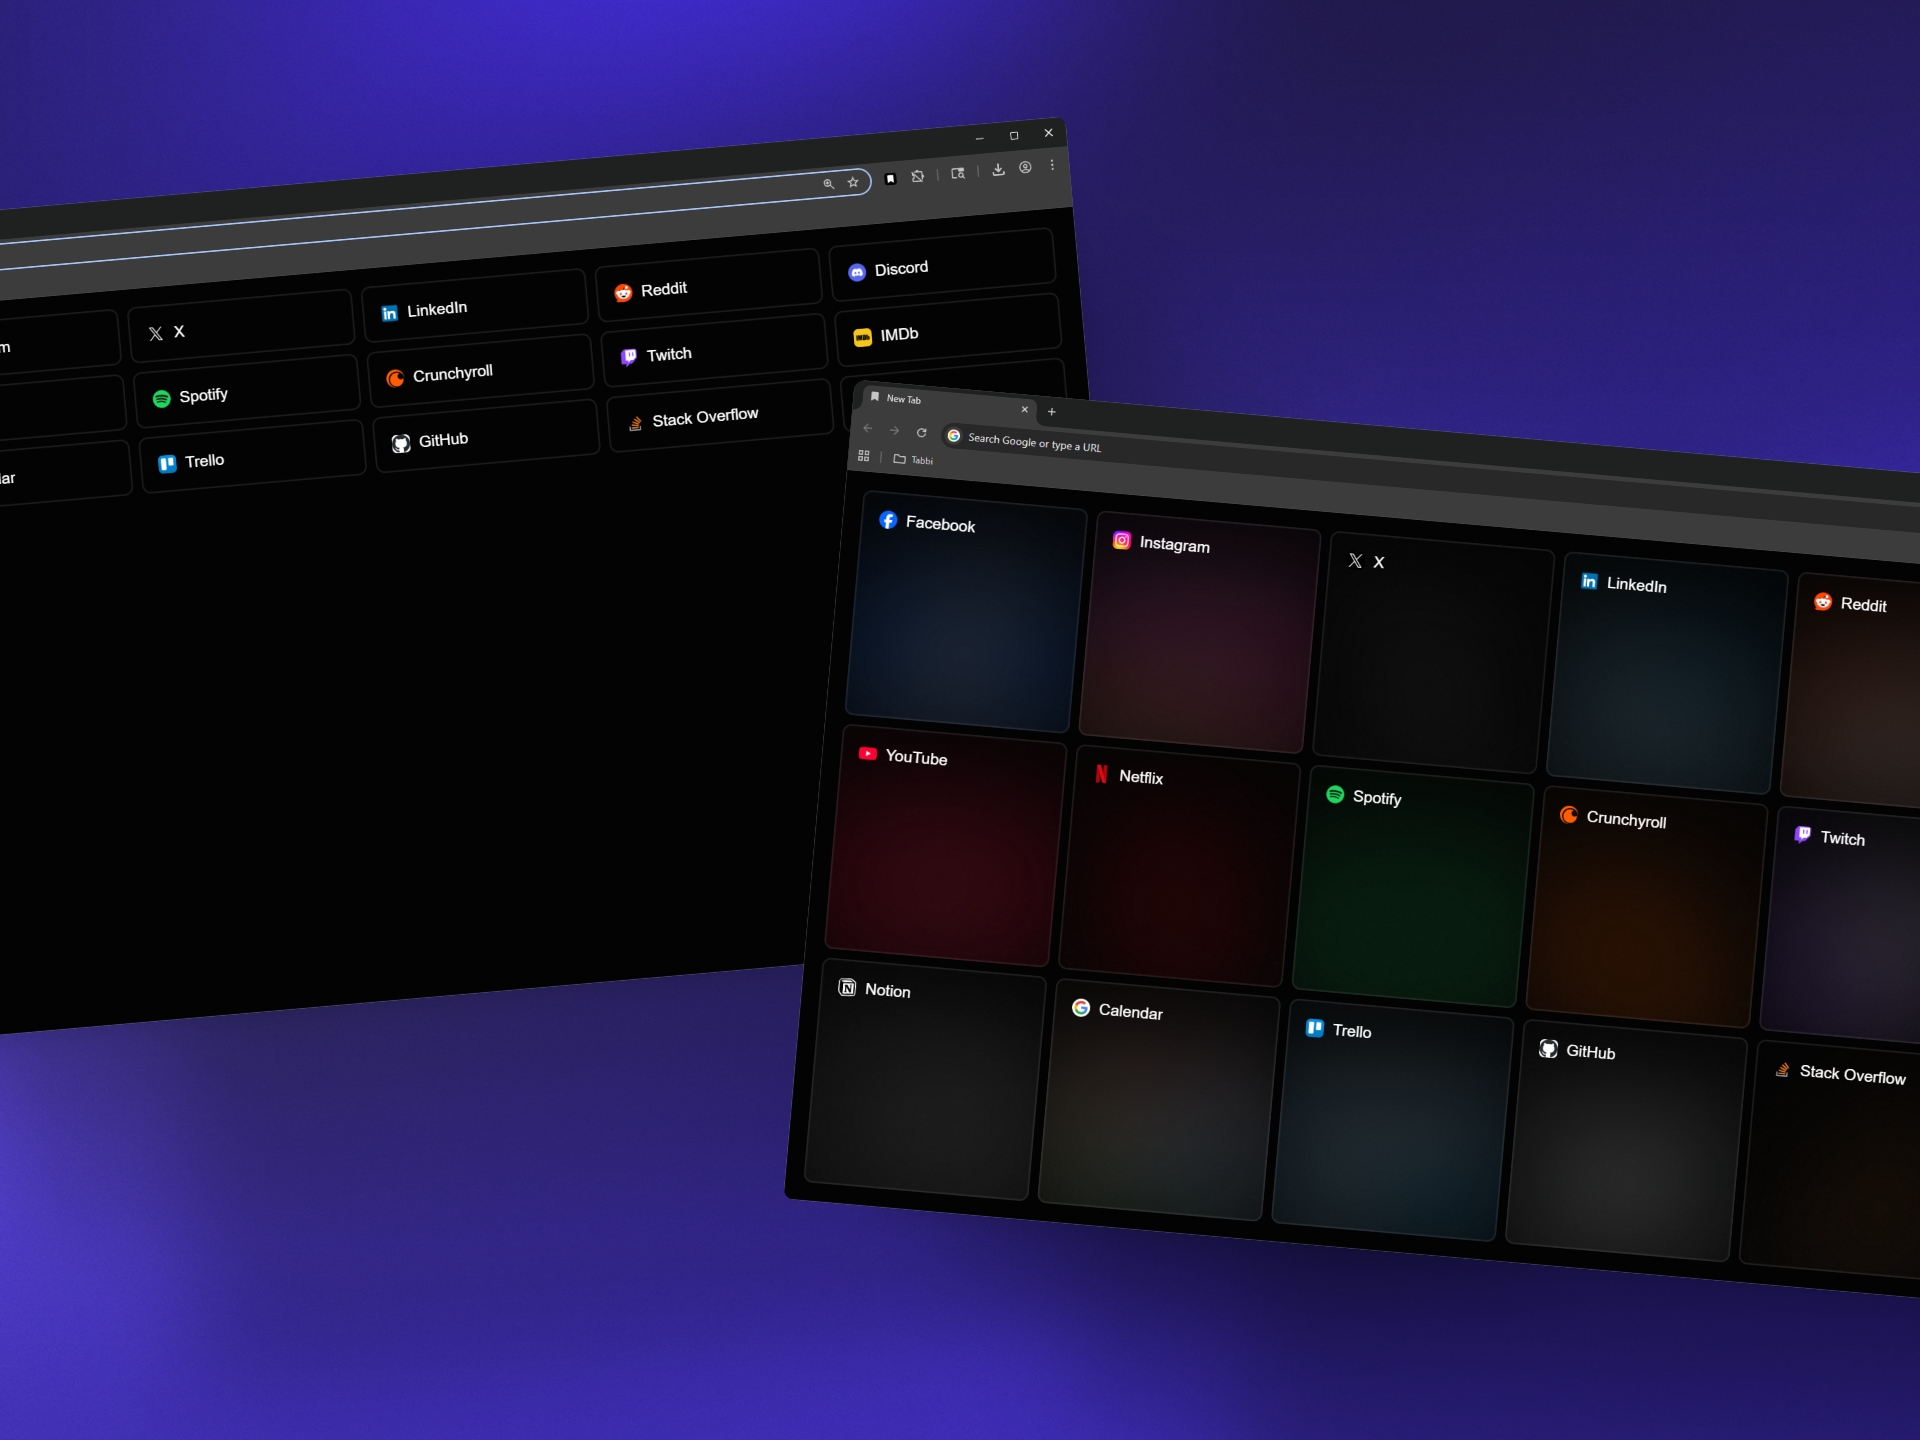 X
LinkedIn
Reddit
Discord
Spotify
Crunchyroll
Twitch
IMDb
Trello
GitHub
Stack Overflow
New Tab
Search Google or type a URL
Tabbi
Facebook
Instagram
X
LinkedIn
Reddit
YouTube
Netflix
Spotify
Crunchyroll
Twitch
Notion
Calendar
Trello
GitHub
Stack Overflow